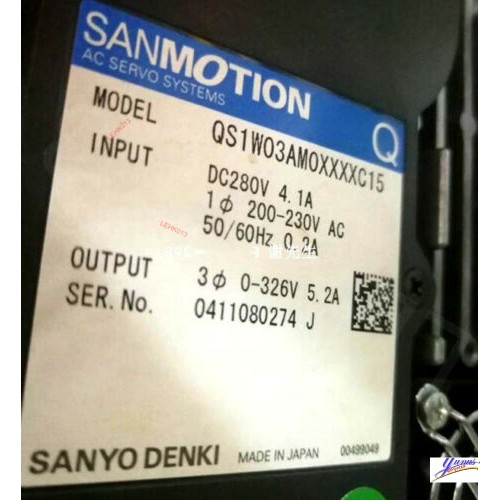 SANMOTION
AC SERVO SYSTEMS
Q
MODEL QS1W03AM0XXXXC15
INPUT DC280V 4.1A
1ϕ 200-230V AC
50/60Hz 0.2A
OUTPUT 3ϕ 0-326V 5.2A
SER.No. 0411080274 J
SANYO DENKI MADE IN JAPAN 00499049